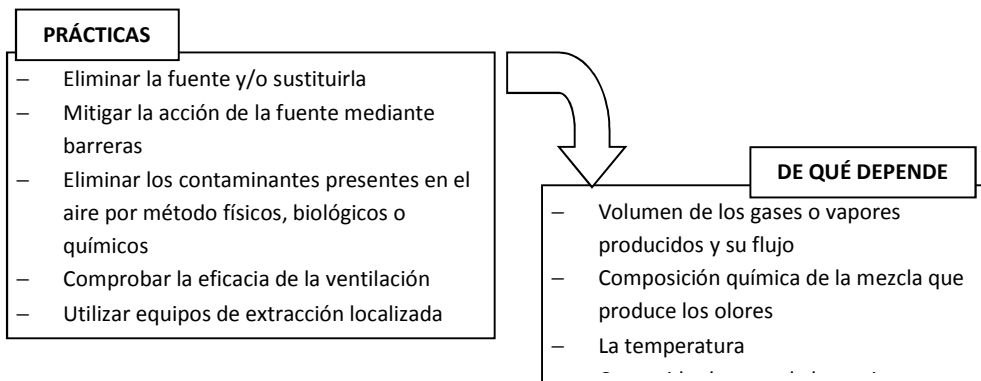 PRÁCTICAS
– Eliminar la fuente y/o sustituirla
– Mitigar la acción de la fuente mediante
barreras
– Eliminar los contaminantes presentes en el
aire por método físicos, biológicos o
químicos
– Comprobar la eficacia de la ventilación
– Utilizar equipos de extracción localizada
DE QUÉ DEPENDE
– Volumen de los gases o vapores
producidos y su flujo
– Composición química de la mezcla que
produce los olores
– La temperatura